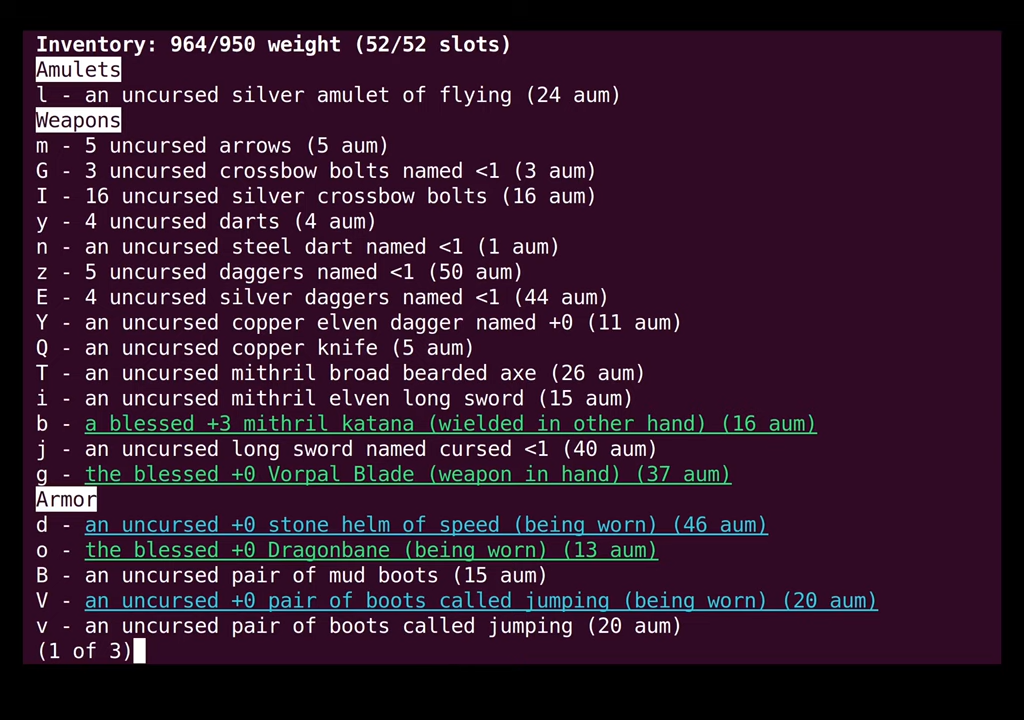 Inventory: 964/950 weight (52/52 slots)
Amulets
l - an uncursed silver amulet of flying (24 aum)
Weapons
m - 5 uncursed arrows (5 aum)
G - 3 uncursed crossbow bolts named <1 (3 aum)
I - 16 uncursed silver crossbow bolts (16 aum)
y - 4 uncursed darts (4 aum)
n - an uncursed steel dart named <1 (1 aum)
z - 5 uncursed daggers named <1 (50 aum)
E - 4 uncursed silver daggers named <1 (44 aum)
Y - an uncursed copper elven dagger named +0 (11 aum)
Q - an uncursed copper knife (5 aum)
T - an uncursed mithril broad bearded axe (26 aum)
i - an uncursed mithril elven long sword (15 aum)
b - a blessed +3 mithril katana (wielded in other hand) (16 aum)
j - an uncursed long sword named cursed <1 (40 aum)
g - the blessed +0 Vorpal Blade (weapon in hand) (37 aum)
Armor
d - an uncursed +0 stone helm of speed (being worn) (46 aum)
o - the blessed +0 Dragonbane (being worn) (13 aum)
B - an uncursed pair of mud boots (15 aum)
V - an uncursed +0 pair of boots called jumping (being worn) (20 aum)
v - an uncursed pair of boots called jumping (20 aum)
(1 of 3)